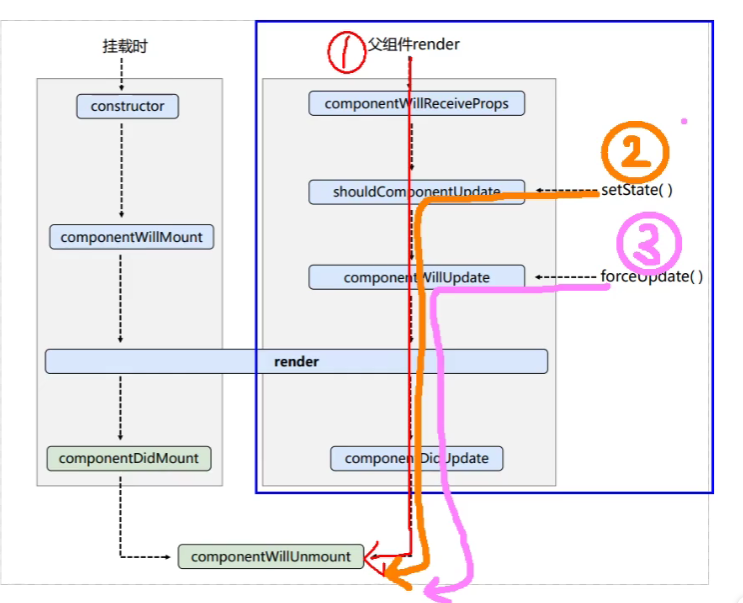 挂载时
① 父组件render
constructor
componentWillReceiveProps
②
shouldComponentUpdate
setState( )
componentWillMount
③
componentWillUpdate
forceUpdate( )
render
componentDidMount
componentDidUpdate
componentWillUnmount